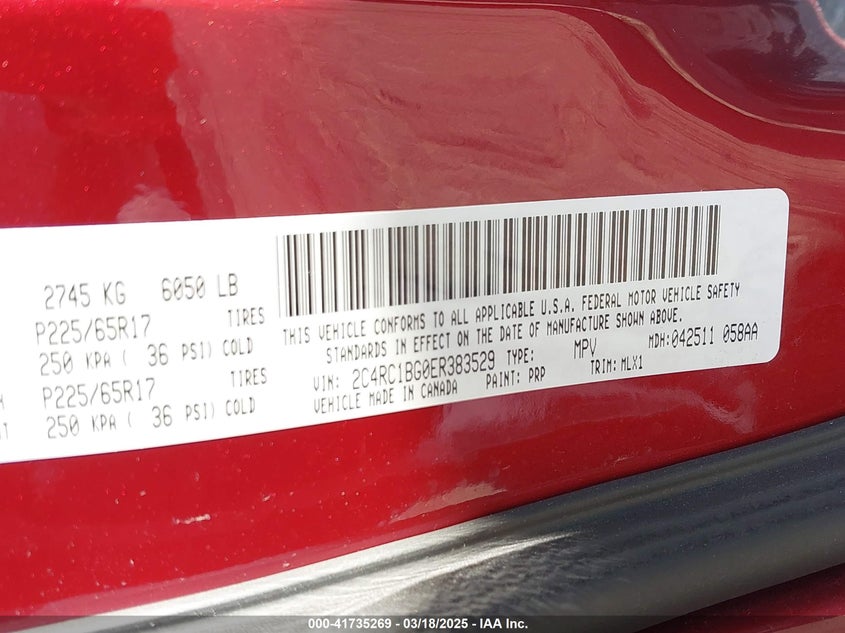 2745 KG 6050 LB
P225/65R17 TIRES
250 KPA ( 36 PSI) COLD
P225/65R17 TIRES
250 KPA ( 36 PSI) COLD
THIS VEHICLE CONFORMS TO ALL APPLICABLE U.S.A. FEDERAL MOTOR VEHICLE SAFETY
STANDARDS IN EFFECT ON THE DATE OF MANUFACTURE SHOWN ABOVE.
MDH: 042511 058AA
VIN: 2C4RC1BG0ER383529 TYPE: MPV
VEHICLE MADE IN CANADA PAINT: PRP TRIM: MLX1
000-41735269 - 03/18/2025 - IAA Inc.